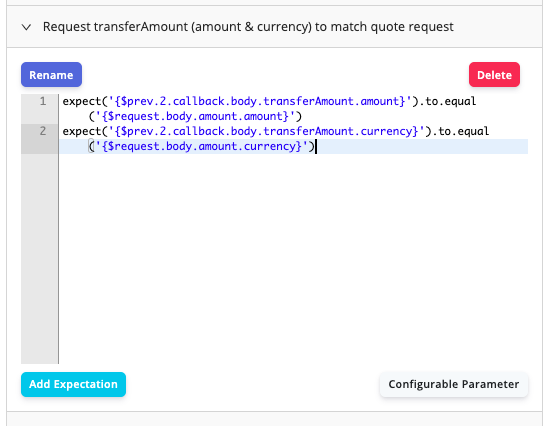 Request transferAmount (amount & currency) to match quote request
Rename
Delete
1 expect('{$prev.2.callback.body.transferAmount.amount}').to.equal
('{$request.body.amount.amount}')
2 expect('{$prev.2.callback.body.transferAmount.currency}').to.equal
('{$request.body.amount.currency}')
Add Expectation
Configurable Parameter